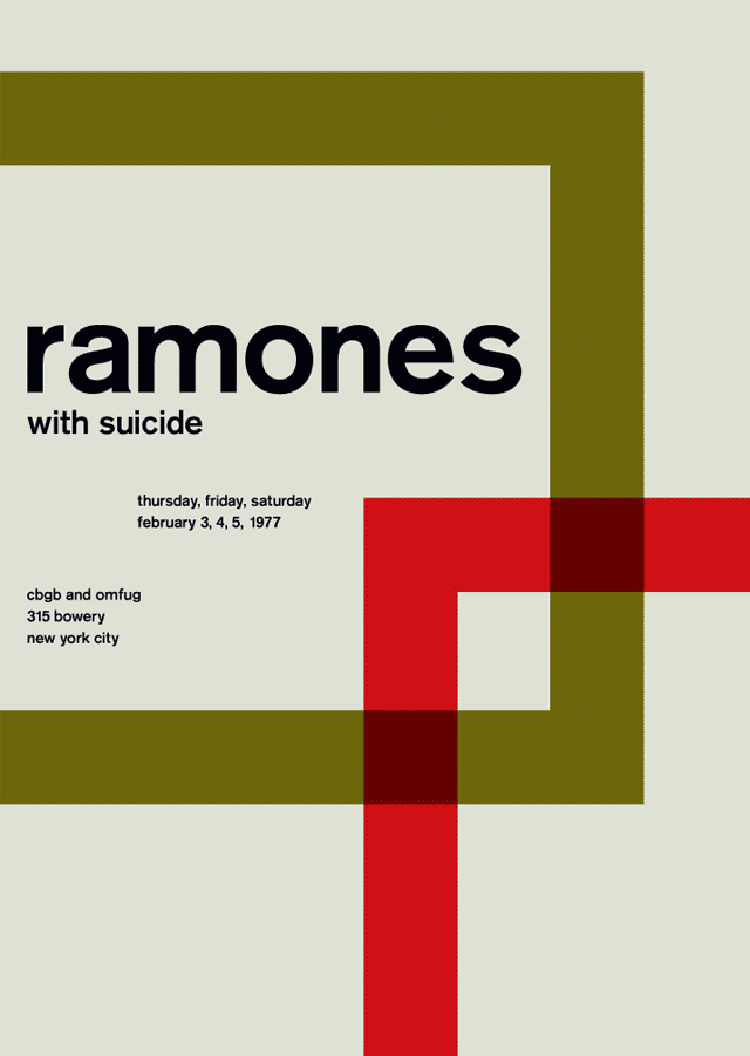 ramones
with suicide
thursday, friday, saturday
february 3, 4, 5, 1977
cbgb and omfug
315 bowery
new york city